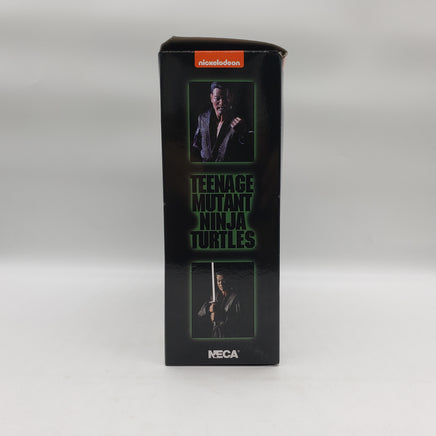 nickelodeon
TEENAGE
MUTANT
NINJA
TURTLES
NECA